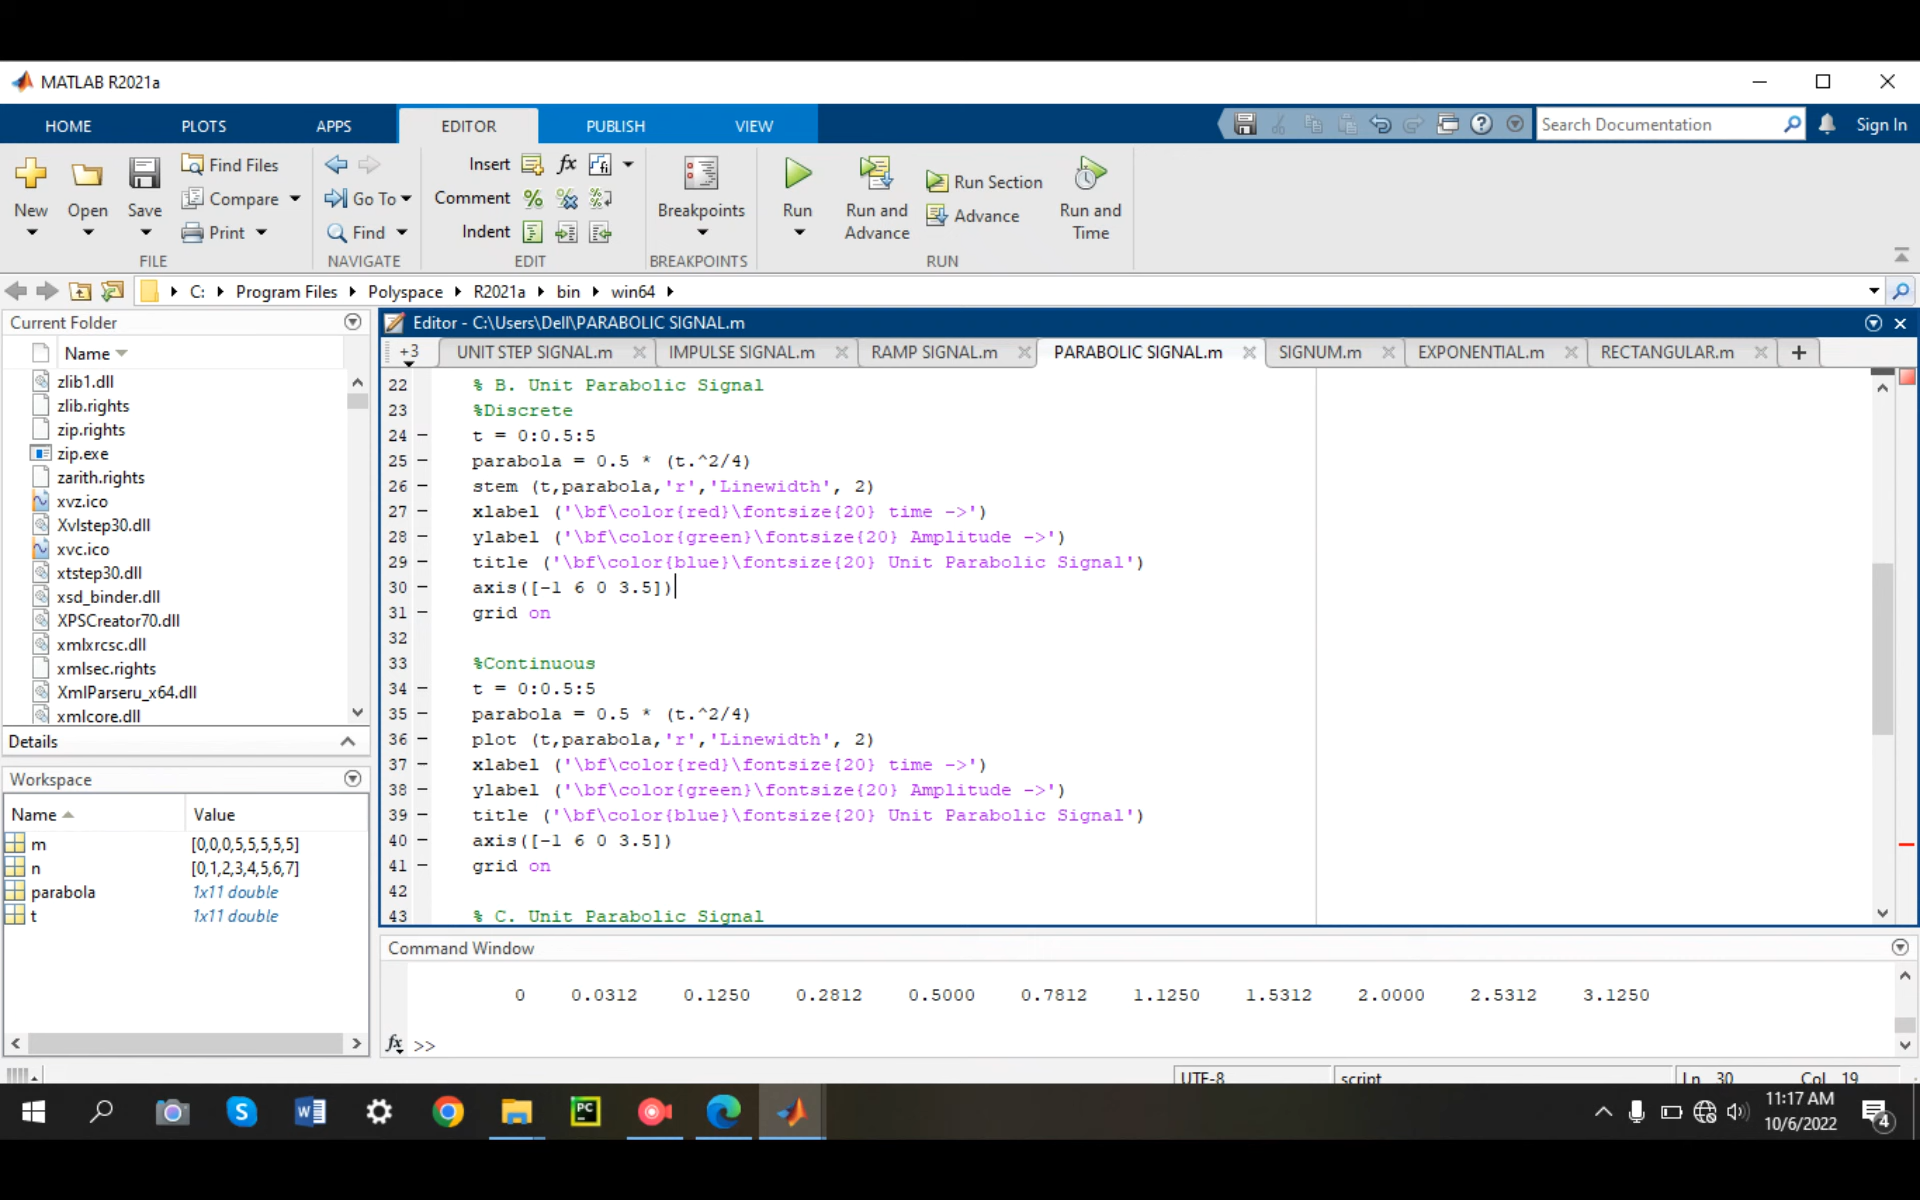 MATLAB R2021a
HOME PLOTS APPS EDITOR PUBLISH VIEW Search Documentation Sign In
New Open Save Find Files Compare Print
FILE
Go To Find
NAVIGATE
Insert fx fi
Comment % % %
Indent
EDIT
Breakpoints
BREAKPOINTS
Run Run and Advance Run Section Advance Run and Time
RUN
C: Program Files Polyspace R2021a bin win64
Current Folder
Name
zlib1.dll
zlib.rights
zip.rights
zip.exe
zarith.rights
xvz.ico
Xvlstep30.dll
xvc.ico
xtstep30.dll
xsd_binder.dll
XPSCreator70.dll
xmlxrcsc.dll
xmlsec.rights
XmlParseru_x64.dll
xmlcore.dll
Details
Workspace
Name Value
m [0,0,0,5,5,5,5,5]
n [0,1,2,3,4,5,6,7]
parabola 1x11 double
t 1x11 double
Editor - C:\Users\Dell\PARABOLIC SIGNAL.m
+3 UNIT STEP SIGNAL.m IMPULSE SIGNAL.m RAMP SIGNAL.m PARABOLIC SIGNAL.m SIGNUM.m EXPONENTIAL.m RECTANGULAR.m +
22 % B. Unit Parabolic Signal
23 %Discrete
24 – t = 0:0.5:5
25 – parabola = 0.5 * (t.^2/4)
26 – stem (t,parabola,'r','Linewidth', 2)
27 – xlabel ('\bf\color{red}\fontsize{20} time ->')
28 – ylabel ('\bf\color{green}\fontsize{20} Amplitude ->')
29 – title ('\bf\color{blue}\fontsize{20} Unit Parabolic Signal')
30 – axis([-1 6 0 3.5])
31 – grid on
32
33 %Continuous
34 – t = 0:0.5:5
35 – parabola = 0.5 * (t.^2/4)
36 – plot (t,parabola,'r','Linewidth', 2)
37 – xlabel ('\bf\color{red}\fontsize{20} time ->')
38 – ylabel ('\bf\color{green}\fontsize{20} Amplitude ->')
39 – title ('\bf\color{blue}\fontsize{20} Unit Parabolic Signal')
40 – axis([-1 6 0 3.5])
41 – grid on
42
43 % C. Unit Parabolic Signal
Command Window
0 0.0312 0.1250 0.2812 0.5000 0.7812 1.1250 1.5312 2.0000 2.5312 3.1250
fx >>
UTF-8 script Ln 30 Col 19
11:17 AM
10/6/2022
4